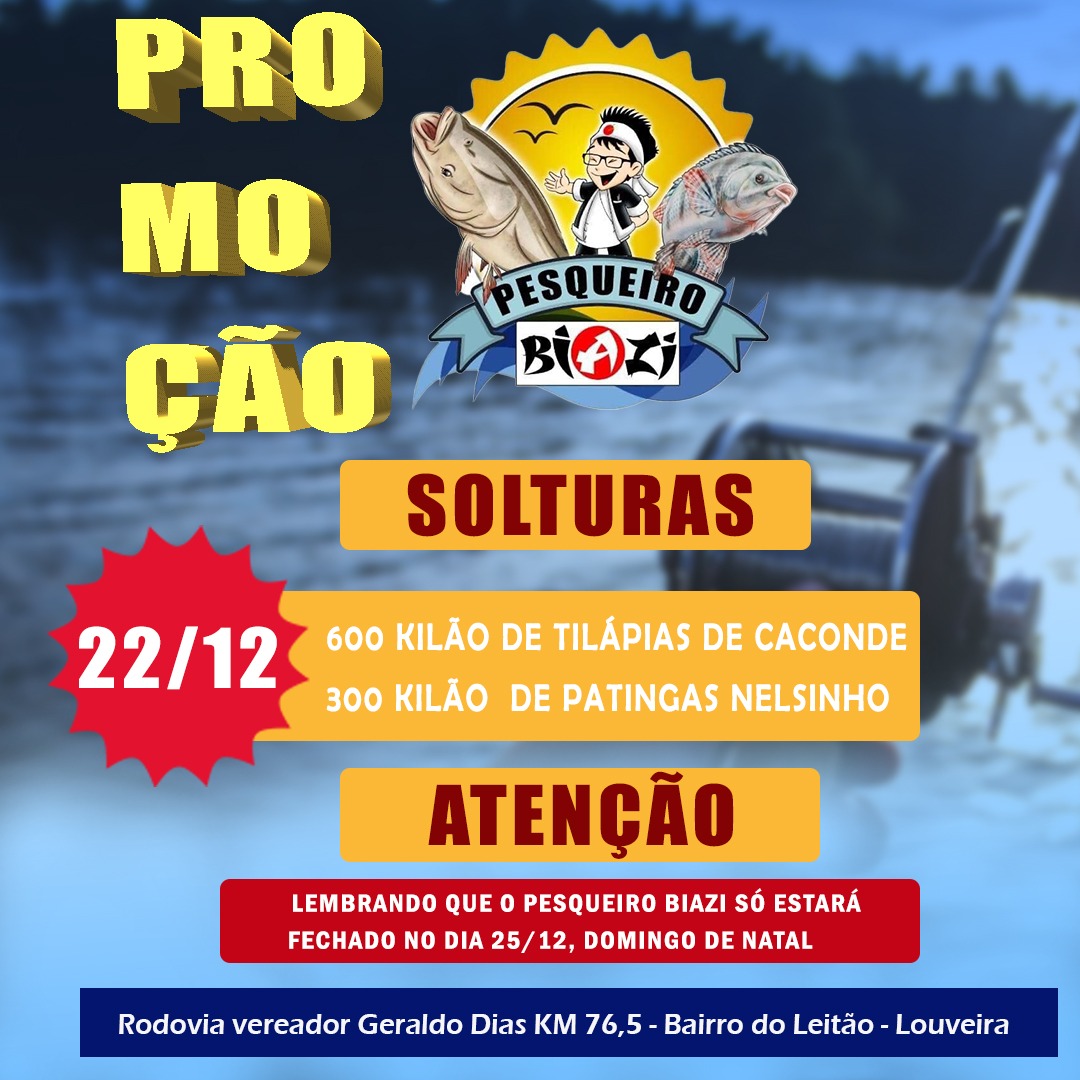 PRO
MO
ÇÃO
PESQUEIRO
BiAZi
SOLTURAS
22/12
600 KILÃO DE TILÁPIAS DE CACONDE
300 KILÃO DE PATINGAS NELSINHO
ATENÇÃO
LEMBRANDO QUE O PESQUEIRO BIAZI SÓ ESTARÁ
FECHADO NO DIA 25/12, DOMINGO DE NATAL
Rodovia vereador Geraldo Dias KM 76,5 - Bairro do Leitão - Louveira